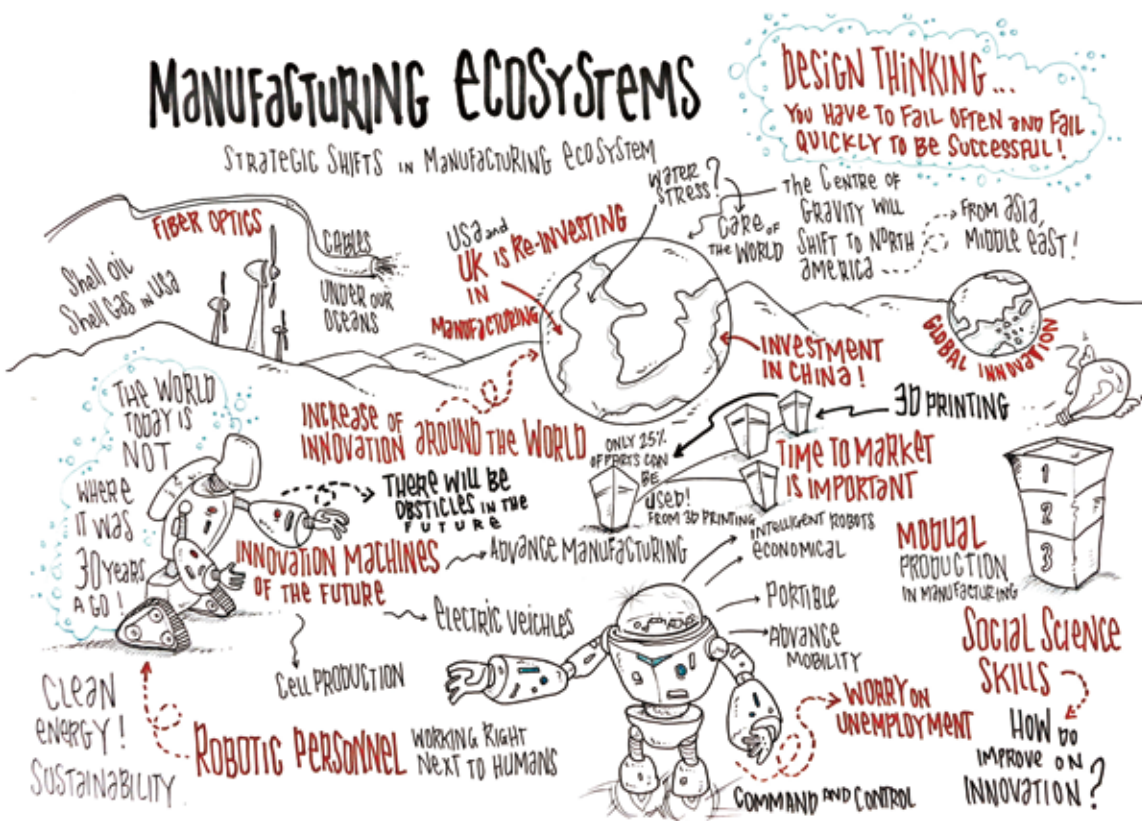 MANUFACTURING ECOSYSTEMS
STRATEGIC SHIFTS IN MANUFACTURING ECOSYSTEM
DESIGN THINKING...
YOU HAVE TO FAIL OFTEN AND FAIL
QUICKLY TO BE SUCCESSFUL!
FIBER OPTICS
CABLES
UNDER OUR
OCEANS
Shell OIL
Shell GAS IN USA
USA and
UK IS RE-INVESTING
IN
MANUFACTURING
WATER
STRESS?
CARE OF
THE WORLD
THE CENTRE OF
GRAVITY WILL
SHIFT TO NORTH
AMERICA
FROM ASIA,
MIDDLE EAST!
GLOBAL INNOVATION
INVESTMENT
IN CHINA!
INCREASE OF
INNOVATION AROUND THE WORLD
3D PRINTING
ONLY 25%
OF PARTS CAN
BE
USED!
FROM 3D PRINTING
TIME TO MARKET
IS IMPORTANT
THE WORLD
TODAY IS
NOT
WHERE
IT WAS
30 YEARS
AGO!
THERE WILL BE
OBSTICLES IN THE
FUTURE
INNOVATION MACHINES
OF THE FUTURE
ADVANCE MANUFACTURING
ELECTRIC VEICHLES
CELL PRODUCTION
INTELLIGENT ROBOTS
ECONOMICAL
PORTIBLE
ADVANCE
MOBILITY
1
2
3
MODUAL
PRODUCTION
IN MANUFACTURING
SOCIAL SCIENCE
SKILLS
HOW DO
IMPROVE ON
INNOVATION?
WORRY ON
UNEMPLOYMENT
COMMAND AND CONTROL
CLEAN
ENERGY!
SUSTAINABILITY
ROBOTIC PERSONNEL
WORKING RIGHT
NEXT TO HUMANS